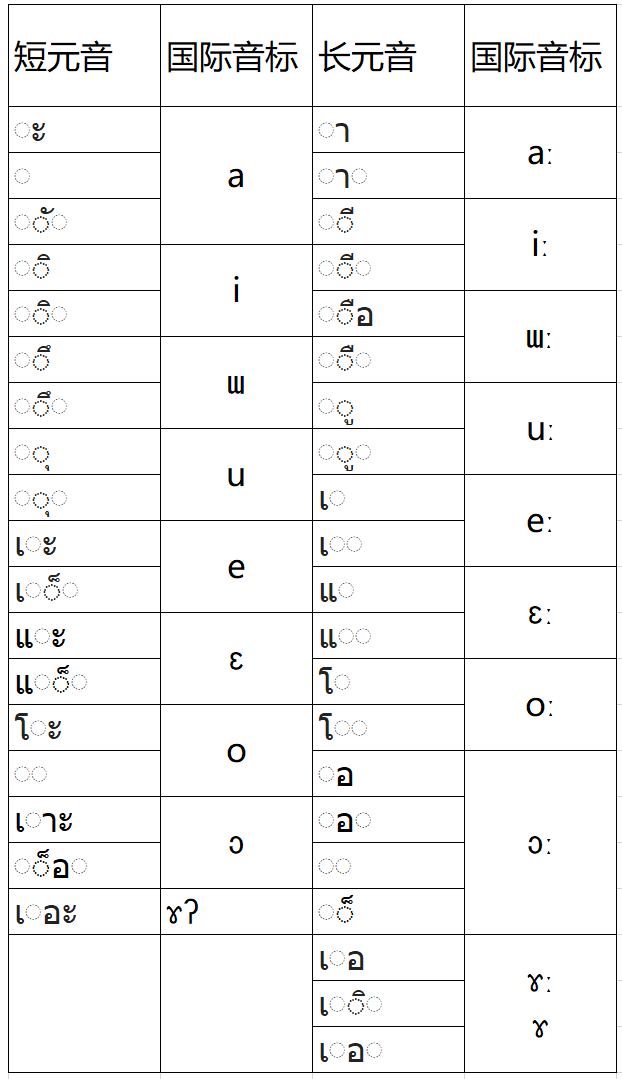 短元音 国际音标 长元音 国际音标
◌ะ a ◌า aː
◌ ◌า◌
◌◌ั◌ ◌◌ี iː
◌◌ิ i ◌◌ี◌
◌◌ิ◌ ◌◌ือ ɯː
◌◌ึ ɯ ◌◌ื◌
◌◌ึ◌ ◌◌ู uː
◌◌ุ u ◌◌ู◌
◌◌ุ◌ เ◌ eː
เ◌ะ e เ◌◌
เ◌◌็◌ แ◌ ɛː
แ◌ะ ɛ แ◌◌
แ◌◌็◌ โ◌ oː
โ◌ะ o โ◌◌
◌◌ ◌อ ɔː
เ◌าะ ɔ ◌อ◌
◌◌็อ◌ ◌◌
เ◌อะ ɤʔ ◌◌็
เ◌อ ɤː
เ◌◌ิ◌ ɤ
เ◌อ◌